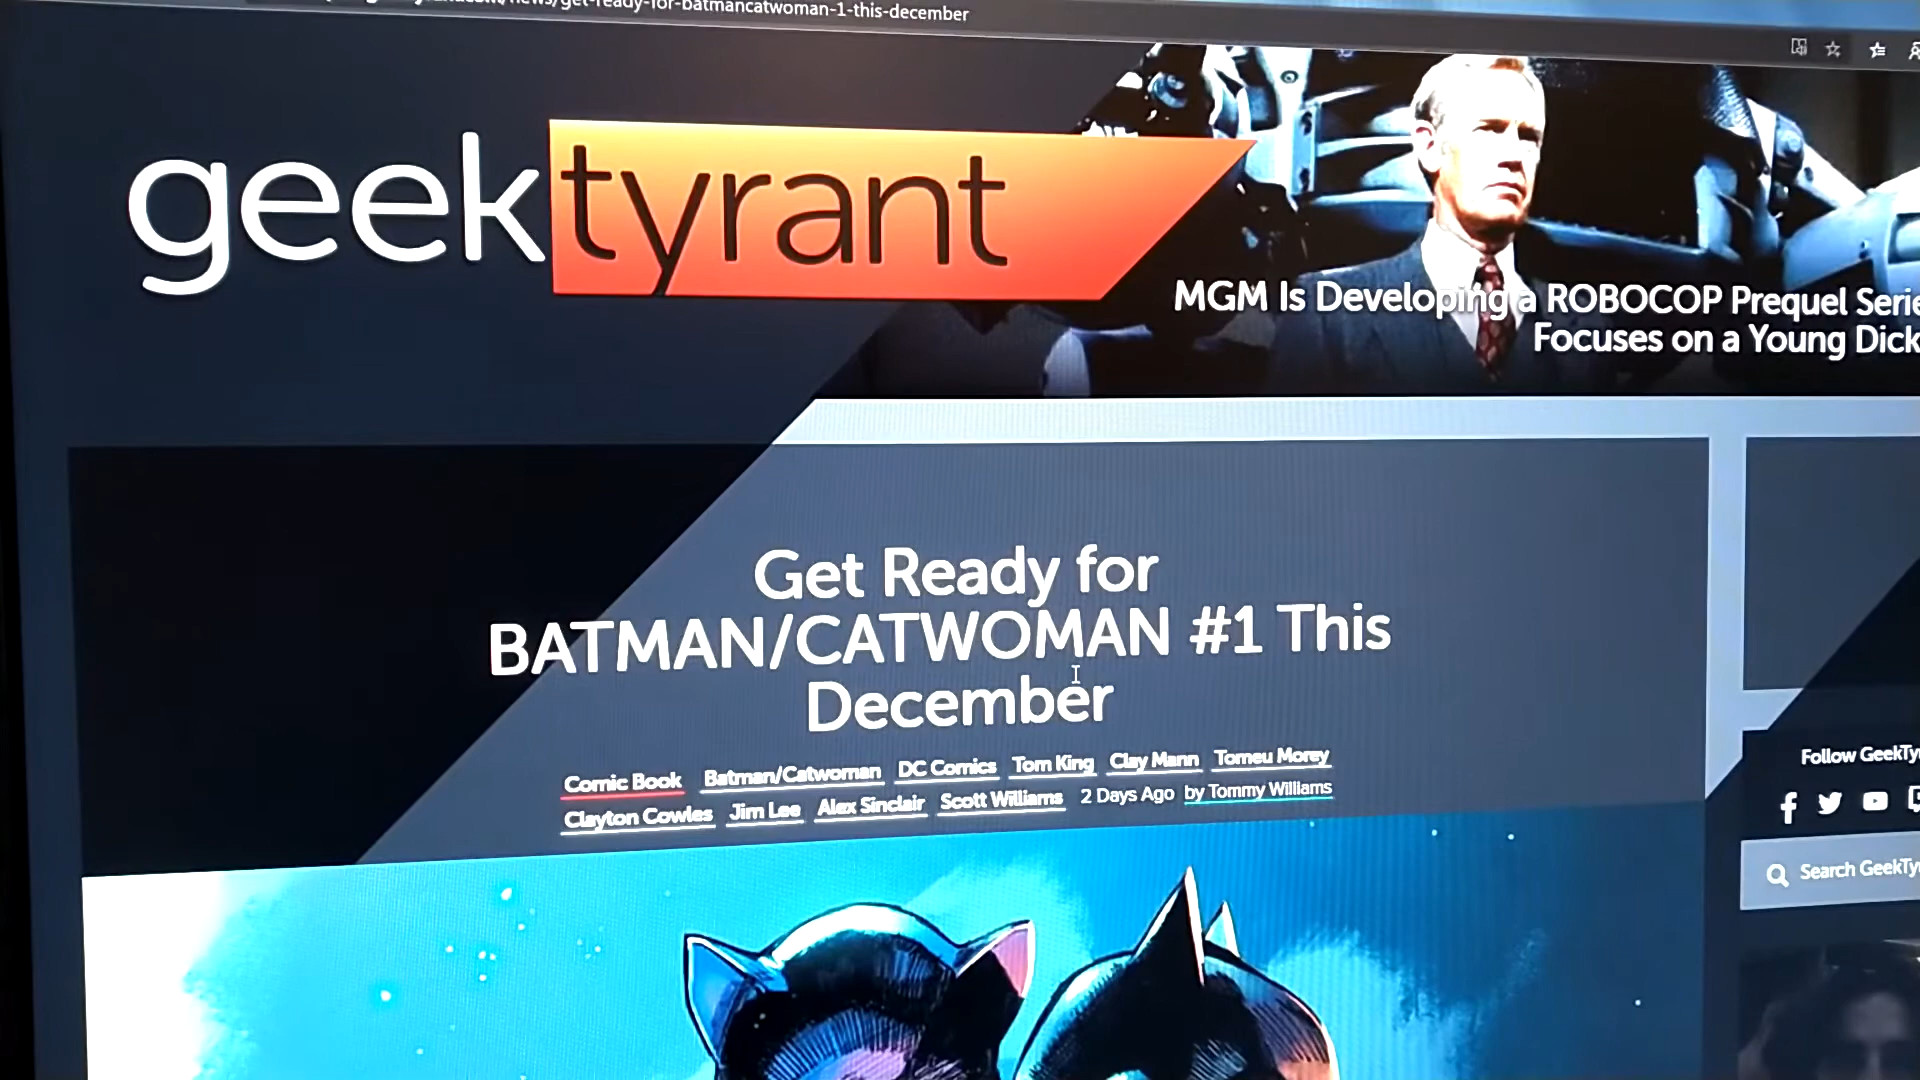 /news/get-ready-for-batmancatwoman-1-this-december
geektyrant
MGM Is Developing a ROBOCOP Prequel Serie
Focuses on a Young Dick
Get Ready for
BATMAN/CATWOMAN #1 This
December
Comic Book Batman/Catwoman DC Comics Tom King Clay Mann Tomeu Morey
Clayton Cowles Jim Lee Alex Sinclair Scott Williams 2 Days Ago by Tommy Williams
Follow GeekTy
Search GeekTy